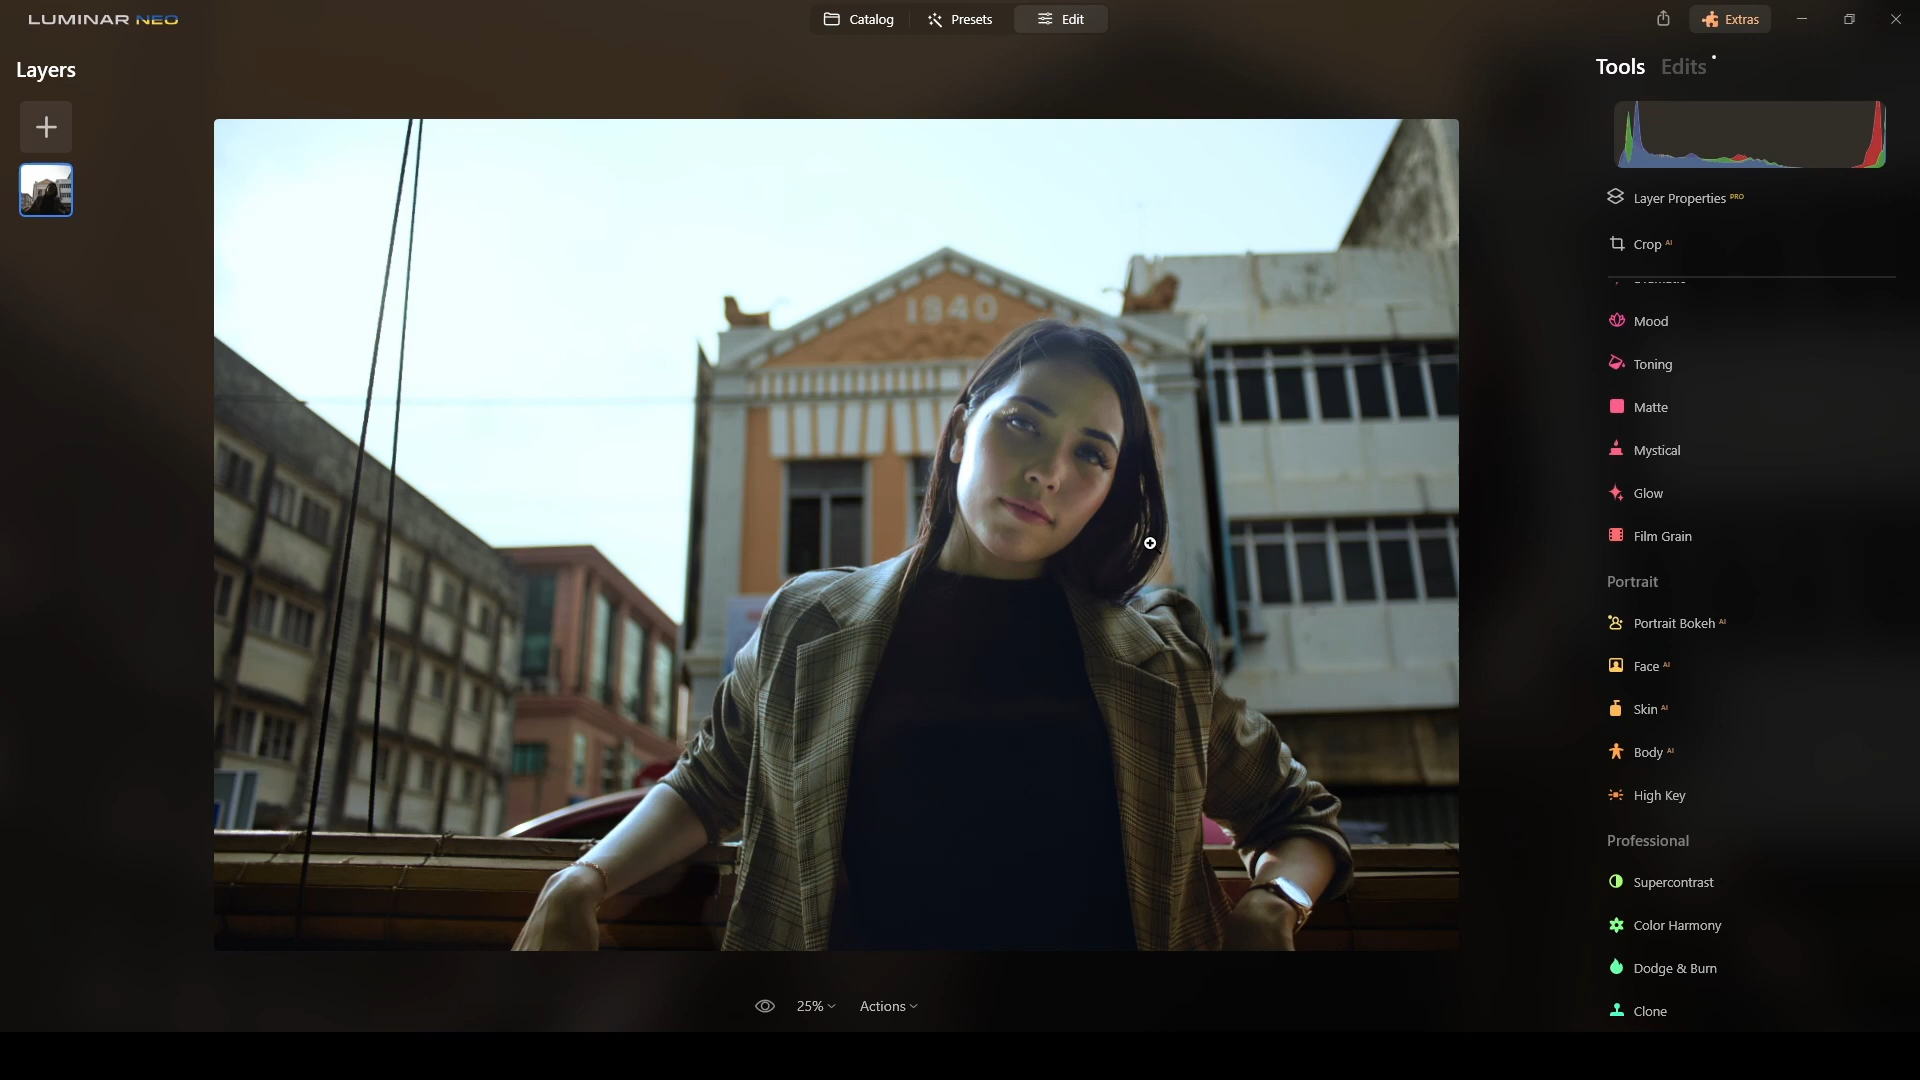 LUMINAR NEO
Catalog
Presets
Edit
Extras
Layers
Tools
Edits
Layer Properties PRO
Crop AI
Mood
Toning
Matte
Mystical
Glow
Film Grain
Portrait
Portrait Bokeh AI
Face AI
Skin AI
Body AI
High Key
Professional
Supercontrast
Color Harmony
Dodge & Burn
Clone
1940
25%
Actions